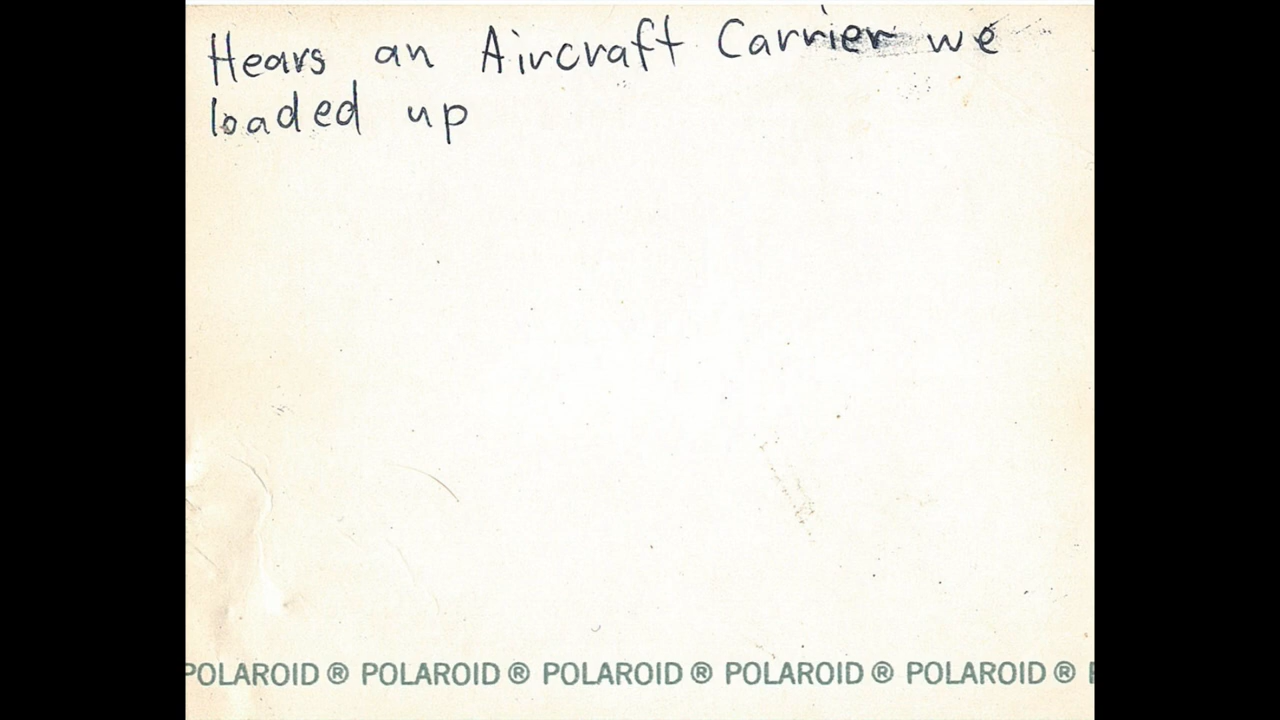 Hears an Aircraft Carrier we
loaded up
POLAROID ® POLAROID ® POLAROID ® POLAROID ® POLAROID ®